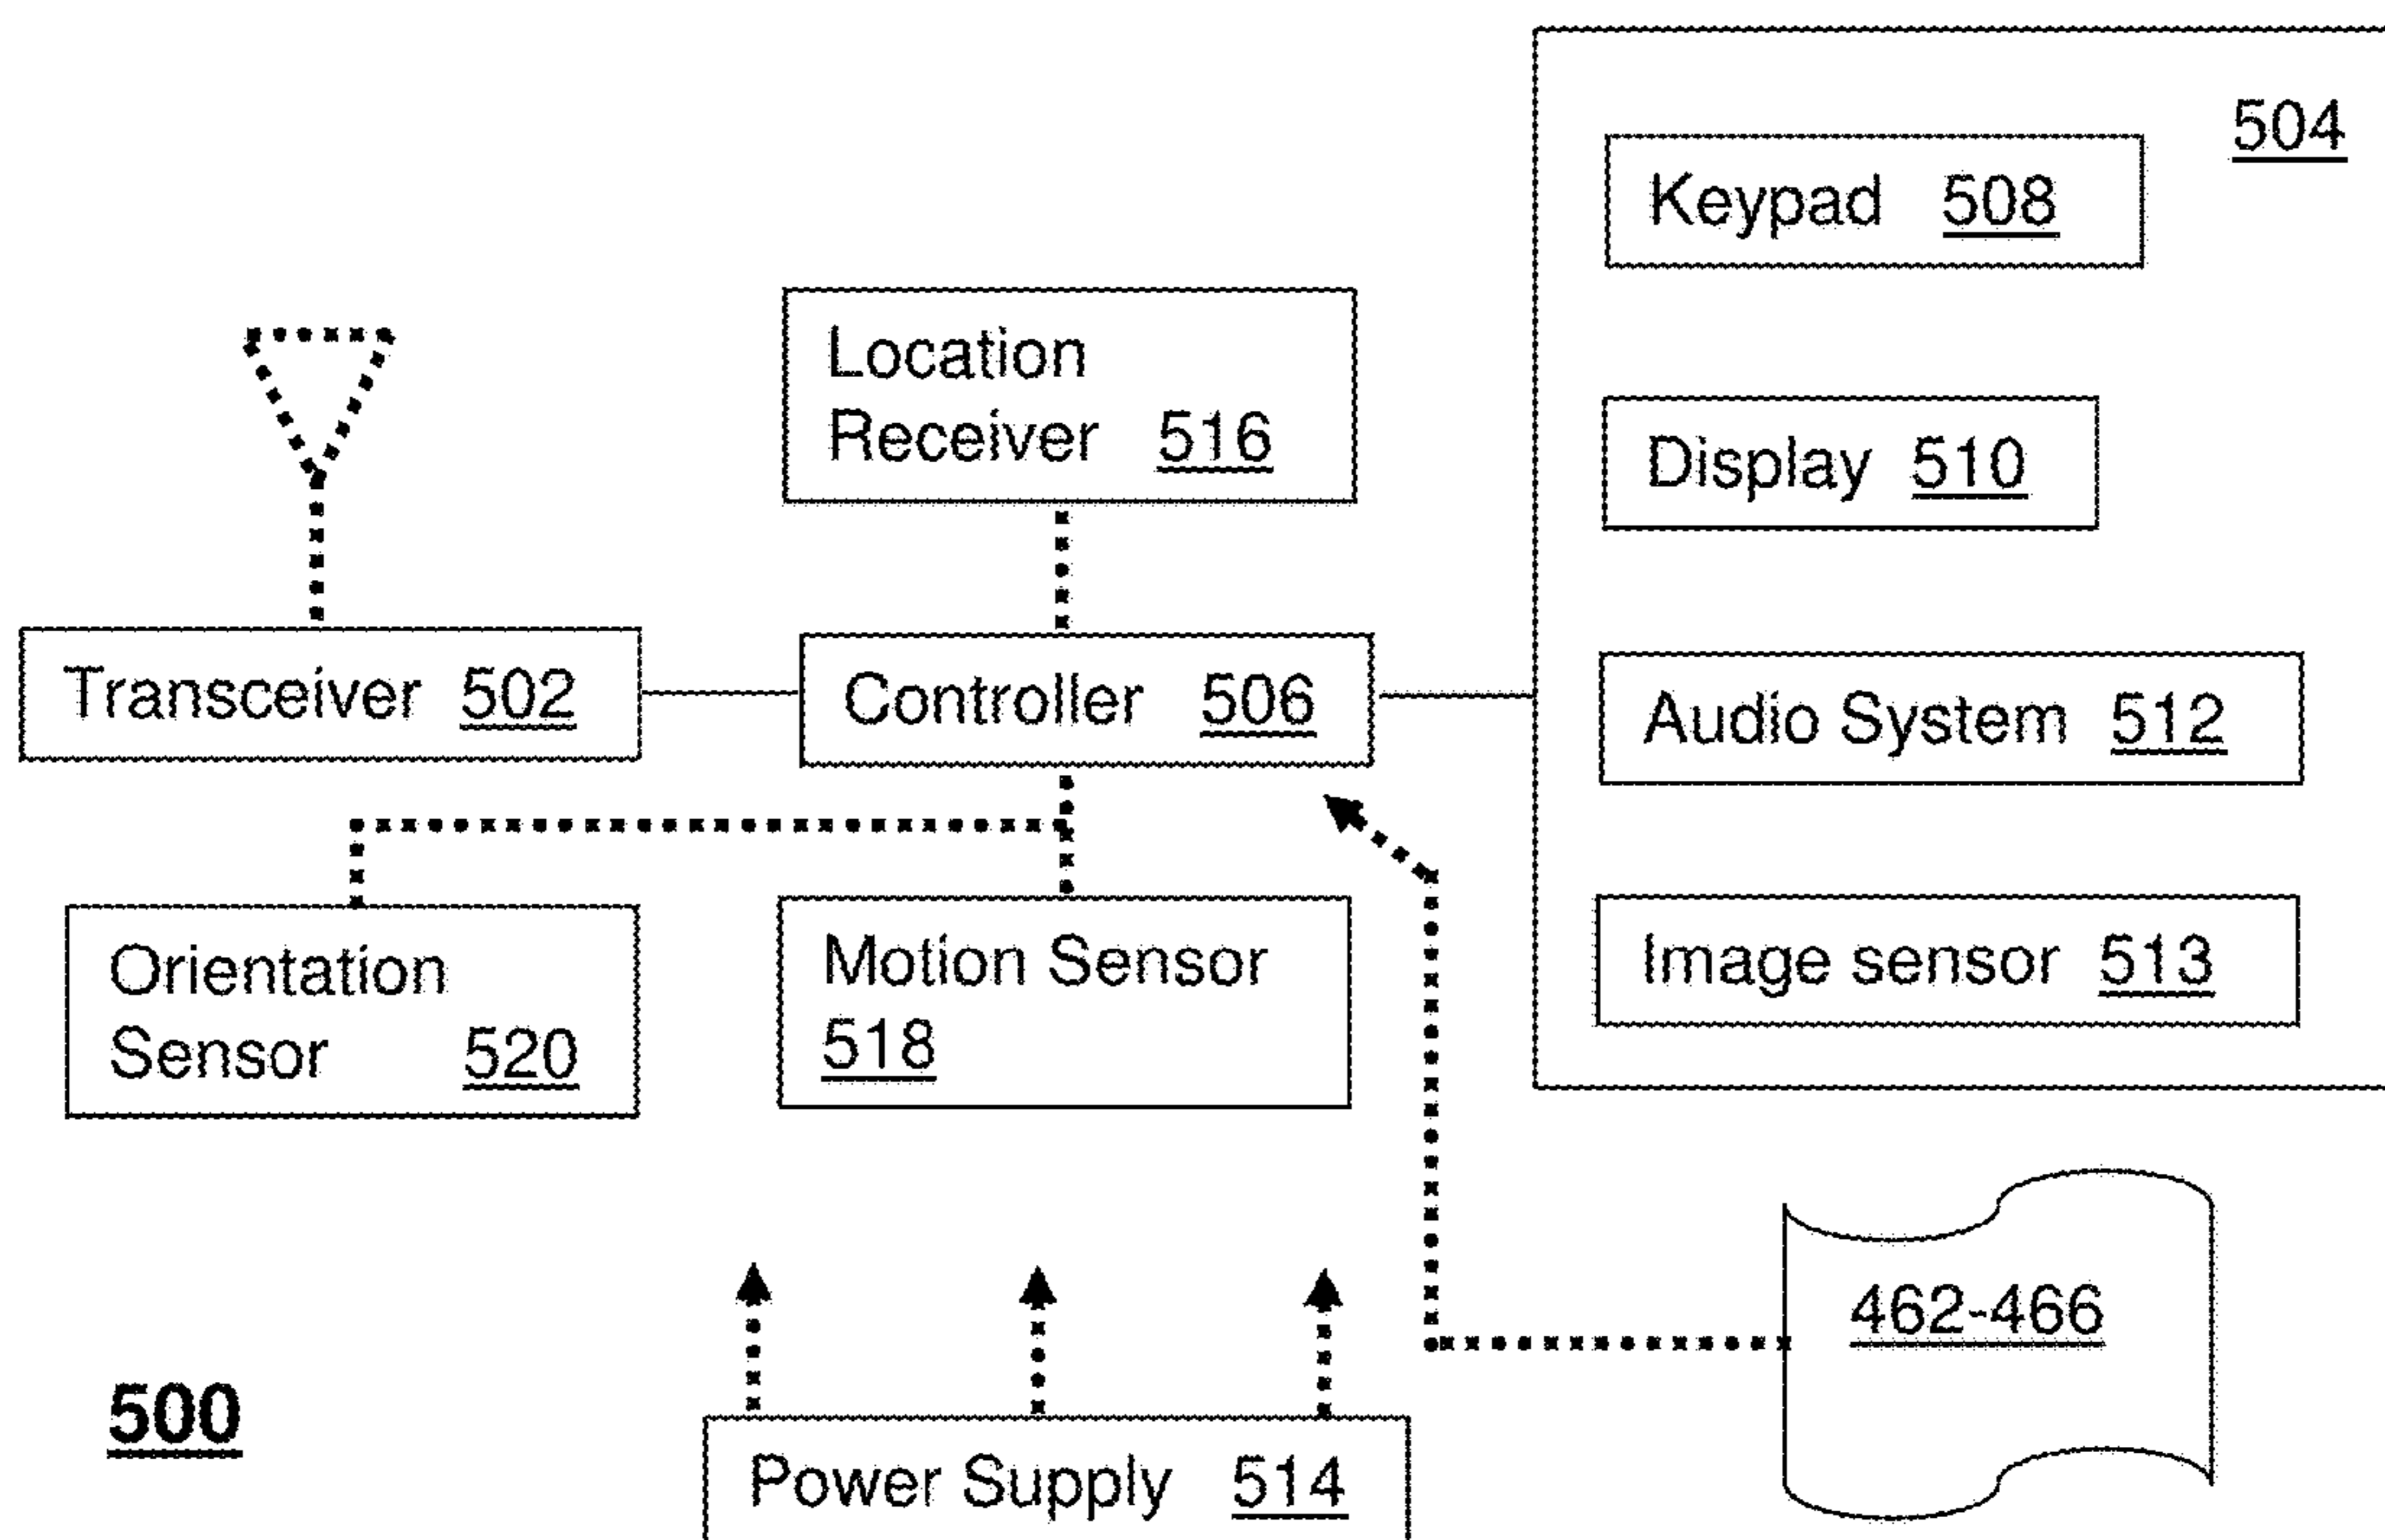 504
Keypad 508
Location
Receiver 516
Display 510
Transceiver 502
Controller 506
Audio System 512
Orientation
Sensor 520
Motion Sensor
518
Image sensor 513
462-466
500
Power Supply 514